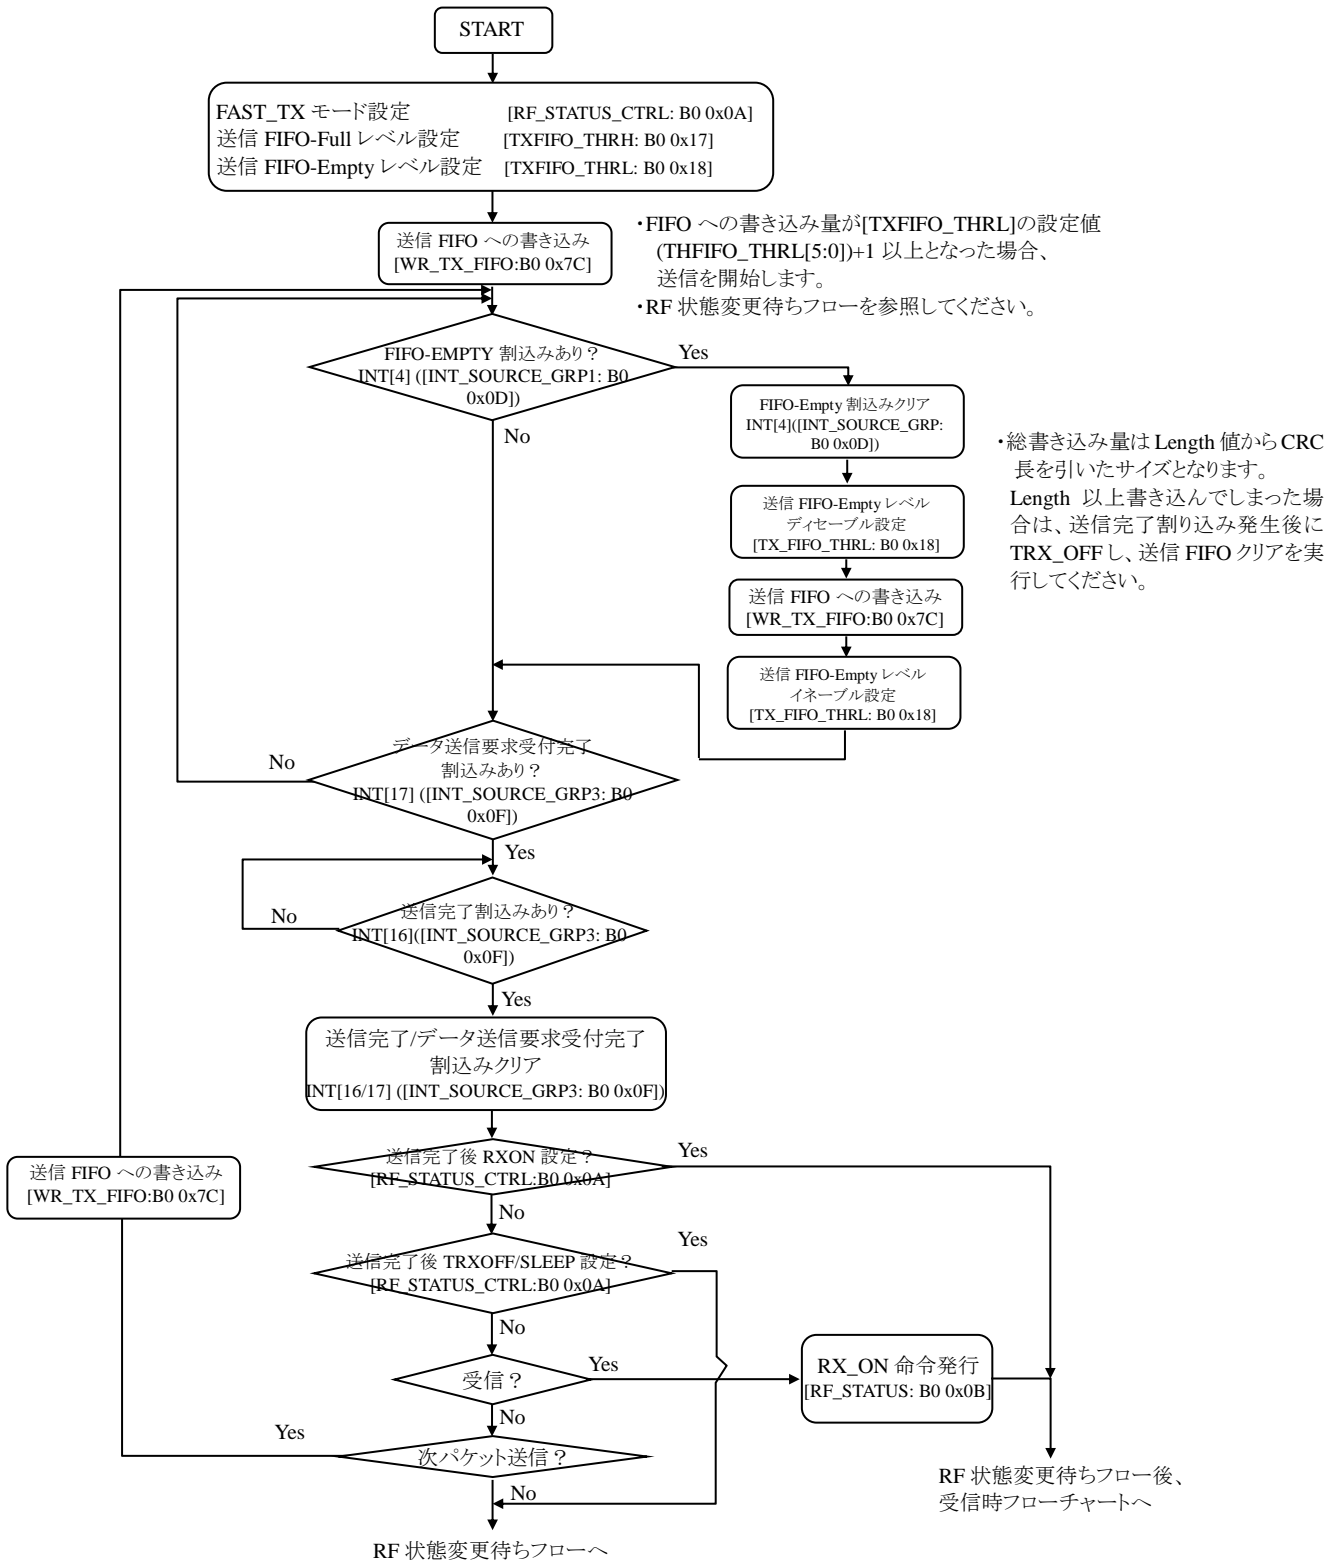 START
FAST_TX モード設定 [RF_STATUS_CTRL: B0 0x0A]
送信 FIFO-Full レベル設定 [TXFIFO_THRH: B0 0x17]
送信 FIFO-Empty レベル設定 [TXFIFO_THRL: B0 0x18]
送信 FIFO への書き込み
[WR_TX_FIFO:B0 0x7C]
・FIFO への書き込み量が[TXFIFO_THRL]の設定値
(THFIFO_THRL[5:0])+1 以上となった場合、
送信を開始します。
・RF 状態変更待ちフローを参照してください。
FIFO-EMPTY 割込みあり?
INT[4] ([INT_SOURCE_GRP1: B0
0x0D])
Yes
No
FIFO-Empty 割込みクリア
INT[4]([INT_SOURCE_GRP:
B0 0x0D])
送信 FIFO-Empty レベル
ディセーブル設定
[TX_FIFO_THRL: B0 0x18]
送信 FIFO への書き込み
[WR_TX_FIFO:B0 0x7C]
送信 FIFO-Empty レベル
イネーブル設定
[TX_FIFO_THRL: B0 0x18]
・総書き込み量は Length 値から CRC
長を引いたサイズとなります。
Length 以上書き込んでしまった場
合は、送信完了割り込み発生後に
TRX_OFF し、送信 FIFO クリアを実
行してください。
データ送信要求受付完了
割込みあり?
INT[17] ([INT_SOURCE_GRP3: B0
0x0F])
No
Yes
送信完了割込みあり?
INT[16]([INT_SOURCE_GRP3: B0
0x0F])
No
Yes
送信完了/データ送信要求受付完了
割込みクリア
INT[16/17] ([INT_SOURCE_GRP3: B0 0x0F])
送信完了後 RXON 設定?
[RF_STATUS_CTRL:B0 0x0A]
Yes
No
送信 FIFO への書き込み
[WR_TX_FIFO:B0 0x7C]
送信完了後 TRXOFF/SLEEP 設定?
[RF_STATUS_CTRL:B0 0x0A]
Yes
No
受信?
Yes
No
RX_ON 命令発行
[RF_STATUS: B0 0x0B]
次パケット送信?
Yes
No
RF 状態変更待ちフロー後、
受信時フローチャートへ
RF 状態変更待ちフローへ